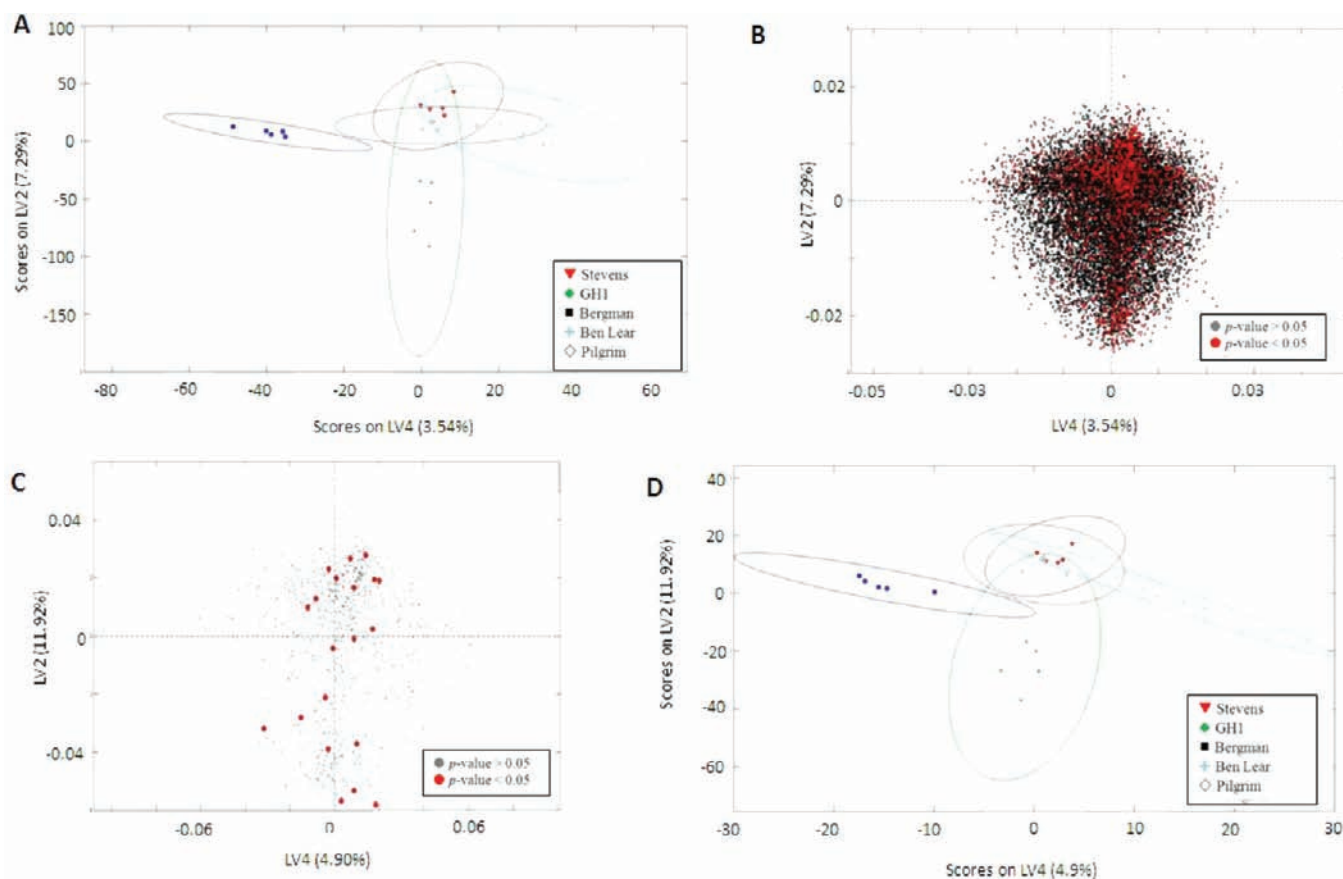 A
100
50
0
-50
-100
-150
-80 -60 -40 -20 0 20 40 60
Scores on LV2 (7.29%)
Scores on LV4 (3.54%)
Stevens
GH1
Bergman
Ben Lear
Pilgrim
B
0.02
0
-0.02
-0.05 -0.03 0 0.03
LV2 (7.29%)
LV4 (3.54%)
p-value > 0.05
p-value < 0.05
C
0.04
0
-0.04
-0.06 0 0.06
LV2 (11.92%)
LV4 (4.90%)
p-value > 0.05
p-value < 0.05
D
40
20
0
-20
-40
-60
-30 -20 -10 0 10 20 30
Scores on LV2 (11.92%)
Scores on LV4 (4.9%)
Stevens
GH1
Bergman
Ben Lear
Pilgrim